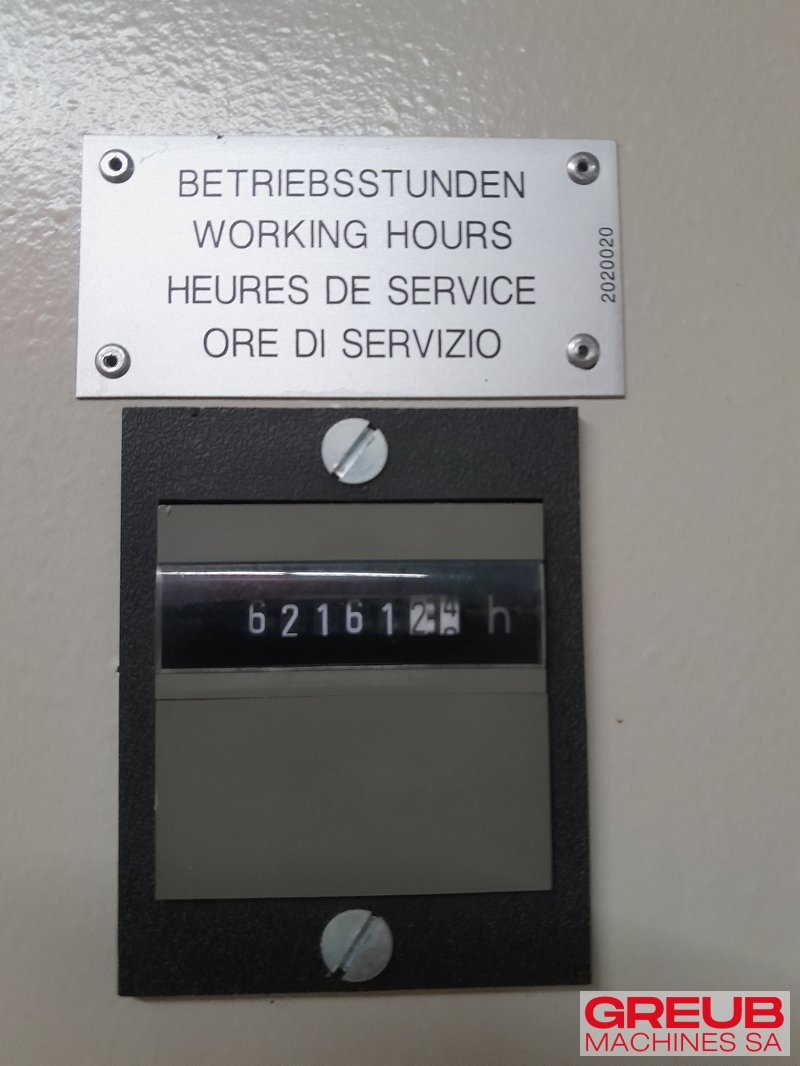 BETRIEBSSTUNDEN
WORKING HOURS
HEURES DE SERVICE
ORE DI SERVIZIO
2020020
621612 h
GREUB
MACHINES SA